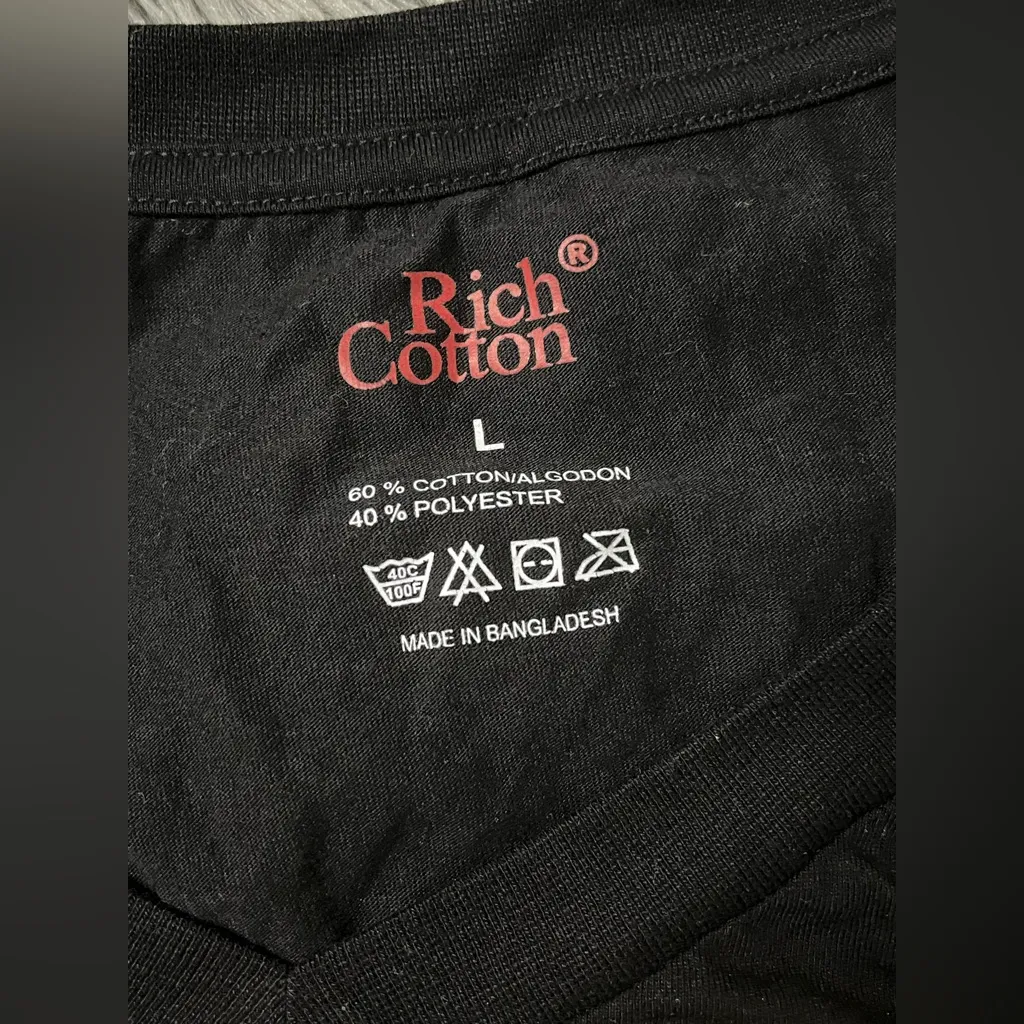 Rich®
Cotton
L
60 % COTTON/ALGODON
40 % POLYESTER
40C
100F
MADE IN BANGLADESH